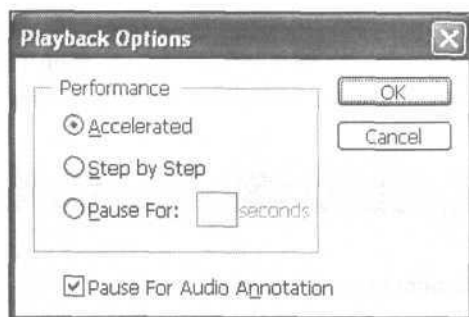 Playback Options
Performance
OK
Accelerated
Cancel
Step by Step
Pause For: seconds
Pause For Audio Annotation